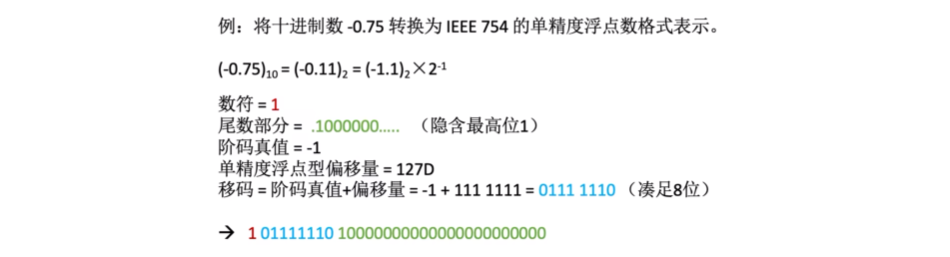 例：将十进制数 -0.75 转换为 IEEE 754 的单精度浮点数格式表示。
(-0.75)₁₀ = (-0.11)₂ = (-1.1)₂×2⁻¹
数符 = 1
尾数部分 = .1000000..... （隐含最高位1）
阶码真值 = -1
单精度浮点型偏移量 = 127D
移码 = 阶码真值+偏移量 = -1 + 111 1111 = 0111 1110 （凑足8位）
→ 1 01111110 10000000000000000000000